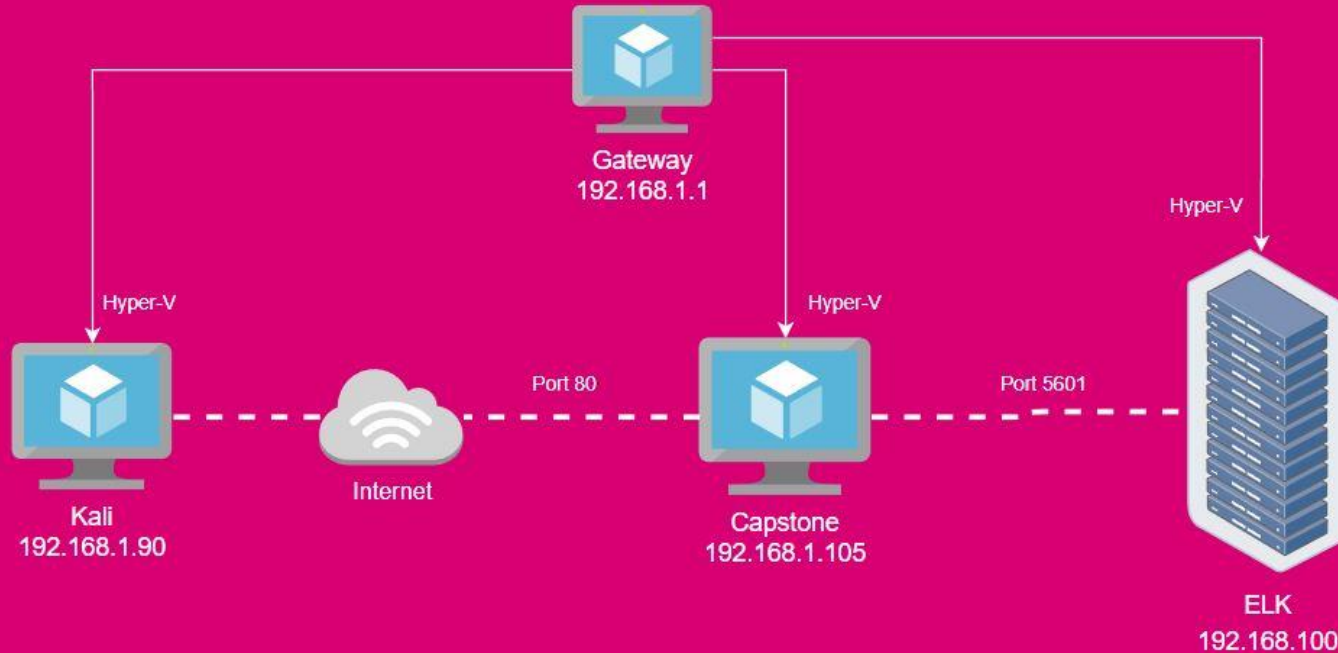 Gateway
192.168.1.1
Hyper-V
Hyper-V
Hyper-V
Port 80
Port 5601
Internet
Kali
192.168.1.90
Capstone
192.168.1.105
ELK
192.168.100